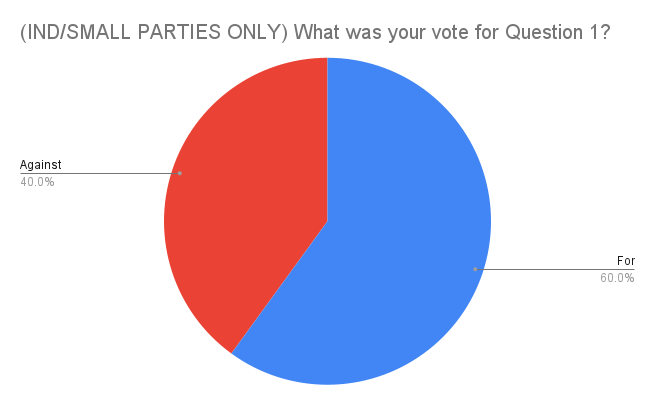 (IND/SMALL PARTIES ONLY) What was your vote for Question 1?
Against
40.0%
For
60.0%